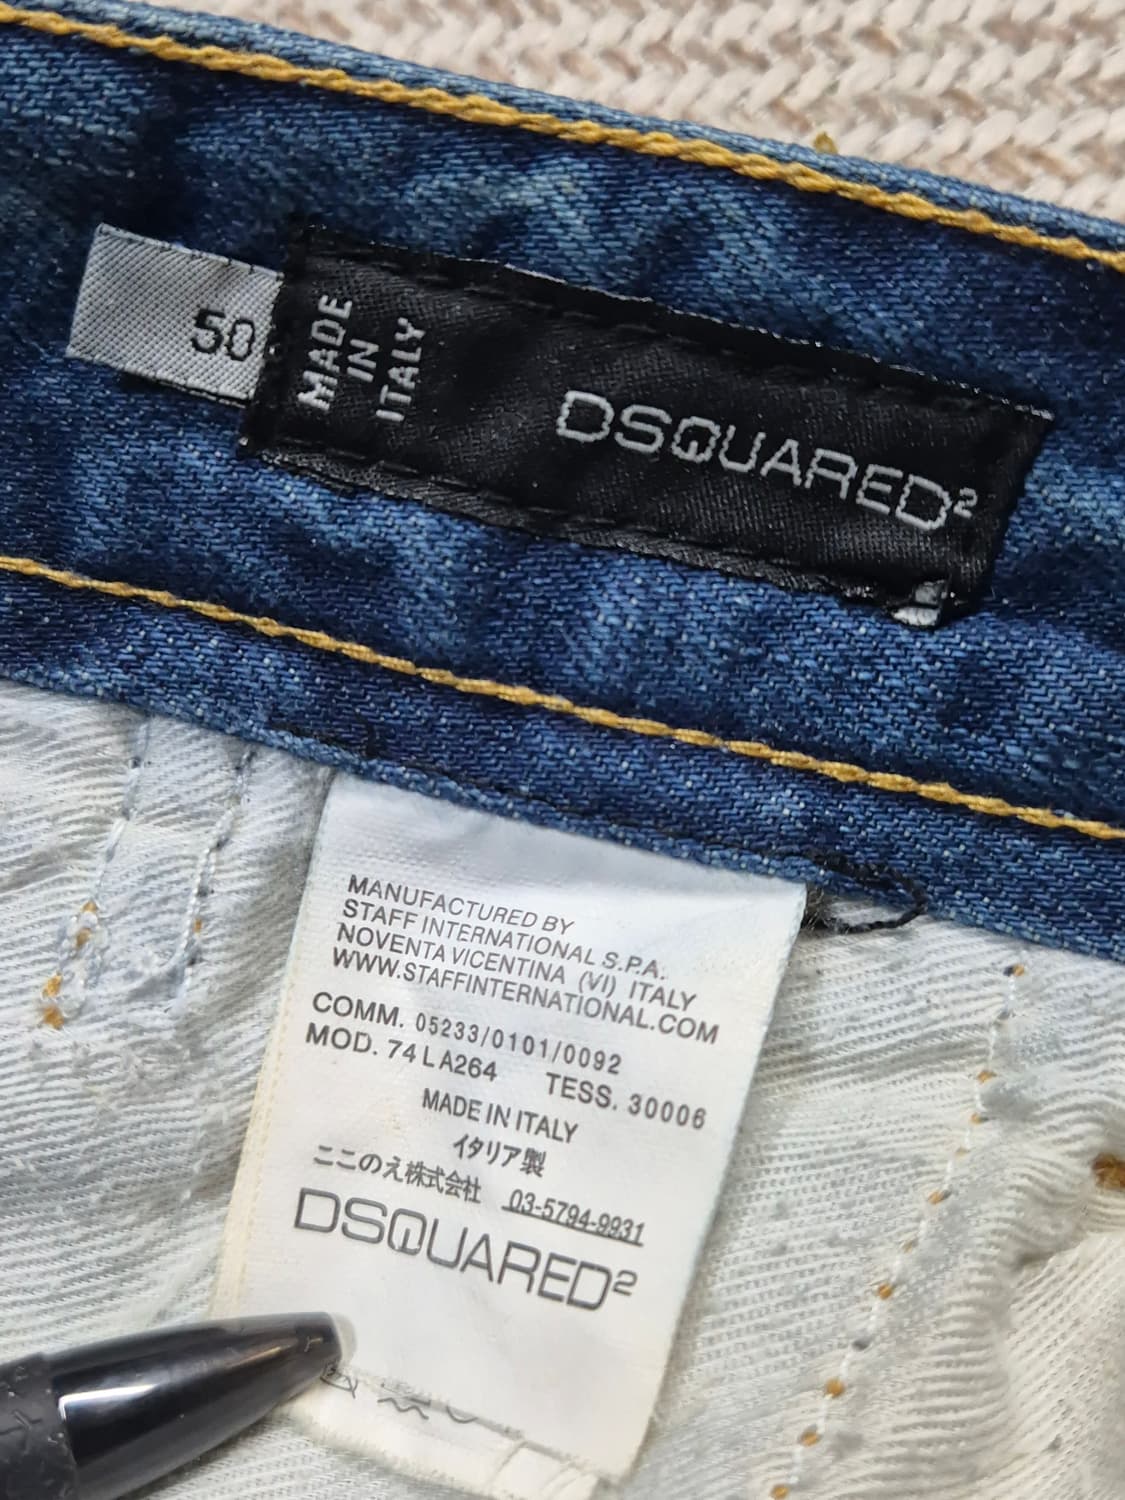 50
MADE
IN
ITALY
DSQUARED²
MANUFACTURED BY
STAFF INTERNATIONAL S.P.A.
NOVENTA VICENTINA (VI) ITALY
WWW.STAFFINTERNATIONAL.COM
COMM. 05233/0101/0092
MOD. 74LA264 TESS. 30006
MADE IN ITALY
イタリア製
ここのえ株式会社 03-5794-9931
DSQUARED²